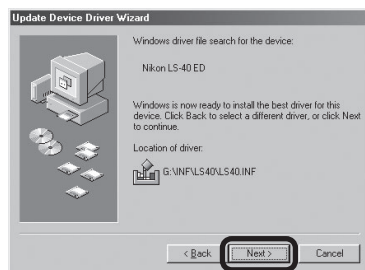 Update Device Driver Wizard
Windows driver file search for the device:
Nikon LS-40 ED
Windows is now ready to install the best driver for this
device. Click Back to select a different driver, or click Next
to continue.
Location of driver:
G:\INF\LS40\LS40.INF
< Back
Next >
Cancel